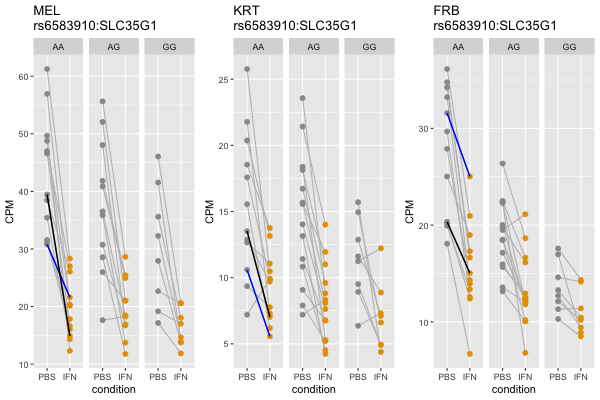 MEL
rs6583910:SLC35G1
AA AG GG
60
50
40
30
20
10
CPM
PBS IFN PBS IFN PBS IFN
condition
KRT
rs6583910:SLC35G1
AA AG GG
25
20
15
10
5
CPM
PBS IFN PBS IFN PBS IFN
condition
FRB
rs6583910:SLC35G1
AA AG GG
30
20
10
CPM
PBS IFN PBS IFN PBS IFN
condition